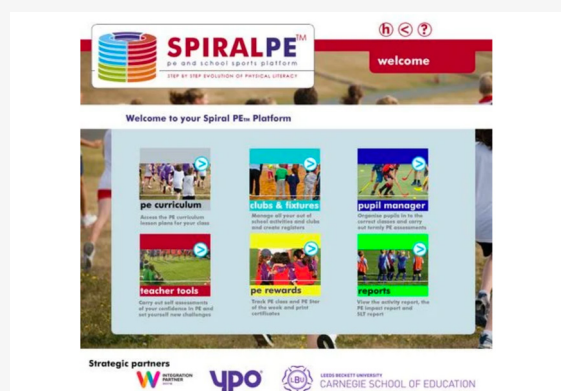 SPIRALPE™
pe and school sports platform
STEP BY STEP EVOLUTION OF PHYSICAL LITERACY
h < ?
welcome
Welcome to your Spiral PE™ Platform
pe curriculum
Access the PE curriculum
lesson plans for your class
clubs & fixtures
Manage all your out of
school activities and clubs
and create registers
pupil manager
Organise pupils in to the
correct classes and carry
out termly PE assessments
teacher tools
Carry out self assessments
of your confidence in PE and
set yourself new challenges
pe rewards
Track PE class and PE Star
of the week and print
certificates
reports
View the activity report, the
PE impact report and
SLT report
Strategic partners
W INTEGRATION
PARTNER
ypo
LBU
LEEDS BECKETT UNIVERSITY
CARNEGIE SCHOOL OF EDUCATION